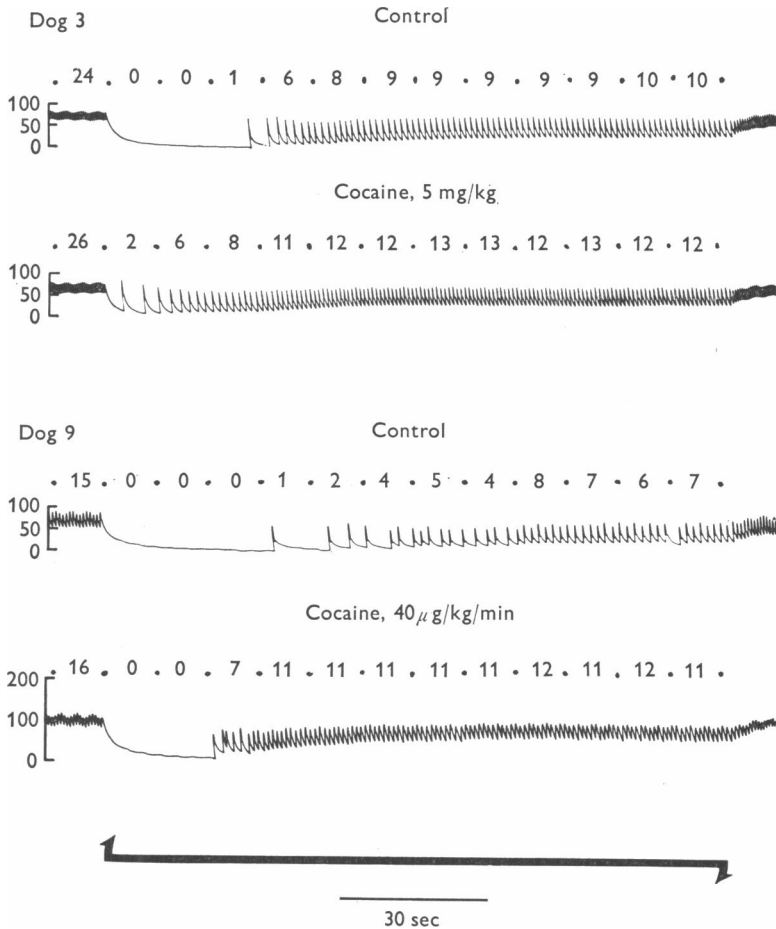 Dog 3
Control
. 24 . 0 . 0 . 1 . 6 . 8 . 9 . 9 . 9 . 9 . 9 . 10 . 10 .
100
50
0
Cocaine, 5 mg/kg
. 26 . 2 . 6 . 8 . 11 . 12 . 12 . 13 . 13 . 12 . 13 . 12 . 12 .
100
50
0
Dog 9
Control
. 15 . 0 . 0 . 0 . 1 . 2 . 4 . 5 . 4 . 8 . 7 . 6 . 7 .
100
50
0
Cocaine, 40 μg/kg/min
. 16 . 0 . 0 . 7 . 11 . 11 . 11 . 11 . 11 . 12 . 11 . 12 . 11 .
200
100
0
30 sec